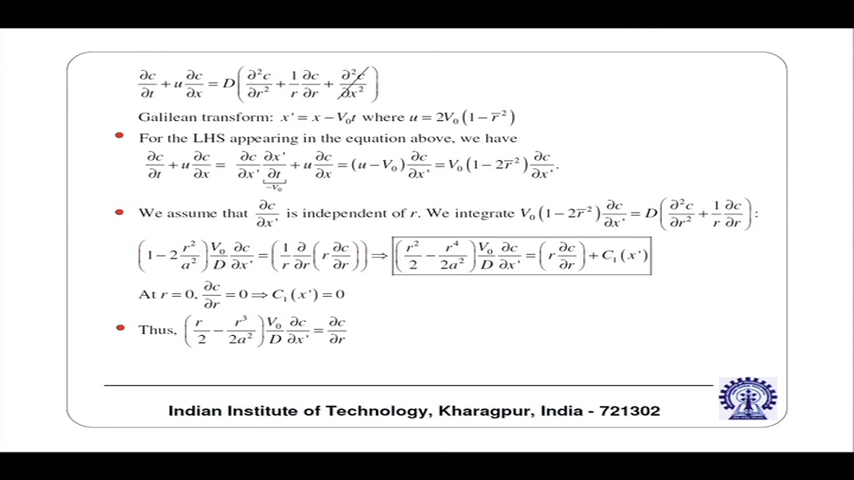 ∂c/∂t + u ∂c/∂x = D(∂²c/∂r² + 1/r ∂c/∂r + ∂²c/∂x²)
Galilean transform: x' = x − V₀t where u = 2V₀(1 − r̄²)
For the LHS appearing in the equation above, we have
∂c/∂t + u ∂c/∂x = ∂c/∂x' ∂x'/∂t + u ∂c/∂x = (u − V₀) ∂c/∂x' = V₀(1 − 2r̄²) ∂c/∂x'.
−V₀
We assume that ∂c/∂x' is independent of r. We integrate V₀(1 − 2r̄²) ∂c/∂x' = D(∂²c/∂r² + 1/r ∂c/∂r):
(1 − 2 r²/a²) V₀/D ∂c/∂x' = (1/r ∂/∂r (r ∂c/∂r)) ⇒ (r²/2 − r⁴/2a²) V₀/D ∂c/∂x' = (r ∂c/∂r) + C₁(x')
At r = 0, ∂c/∂r = 0 ⇒ C₁(x') = 0
Thus, (r/2 − r³/2a²) V₀/D ∂c/∂x' = ∂c/∂r
Indian Institute of Technology, Kharagpur, India - 721302